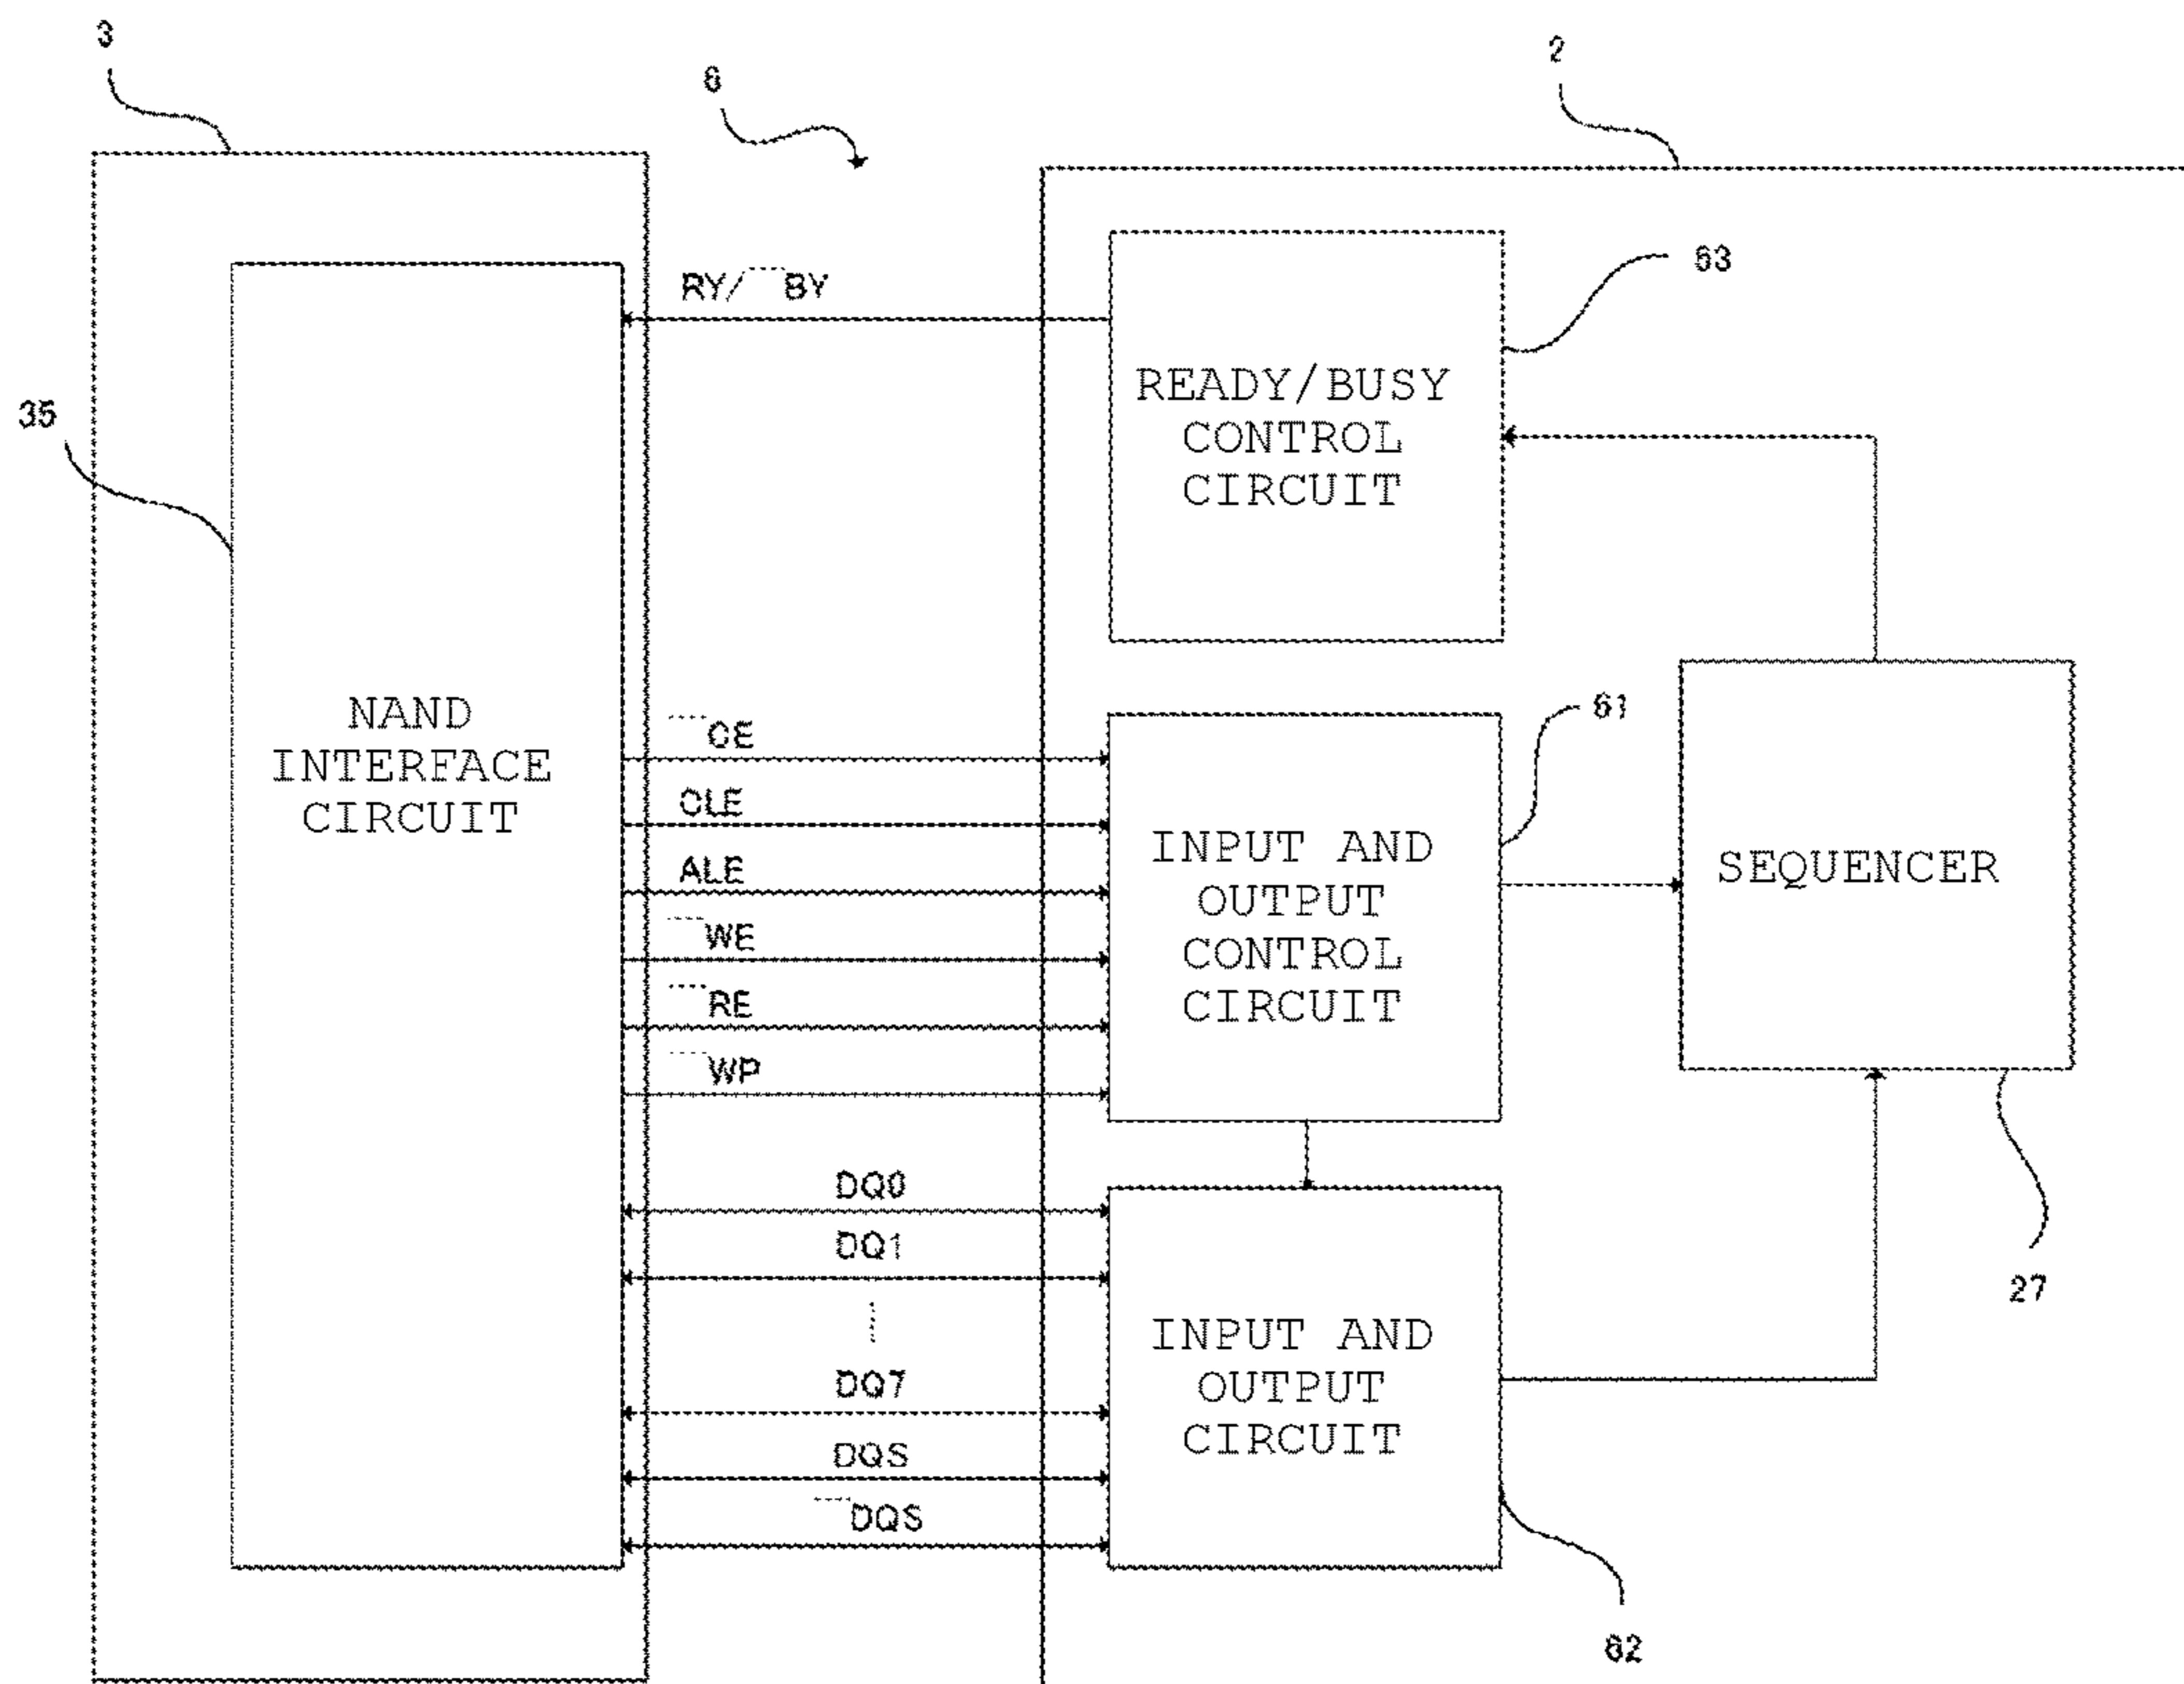 3
6
2
RY/‾BY
63
READY/BUSY
CONTROL
CIRCUIT
35
NAND
INTERFACE
CIRCUIT
‾CE
CLE
ALE
‾WE
‾RE
‾WP
61
INPUT AND
OUTPUT
CONTROL
CIRCUIT
SEQUENCER
27
DQ0
DQ1
DQ7
DQS
‾DQS
INPUT AND
OUTPUT
CIRCUIT
62